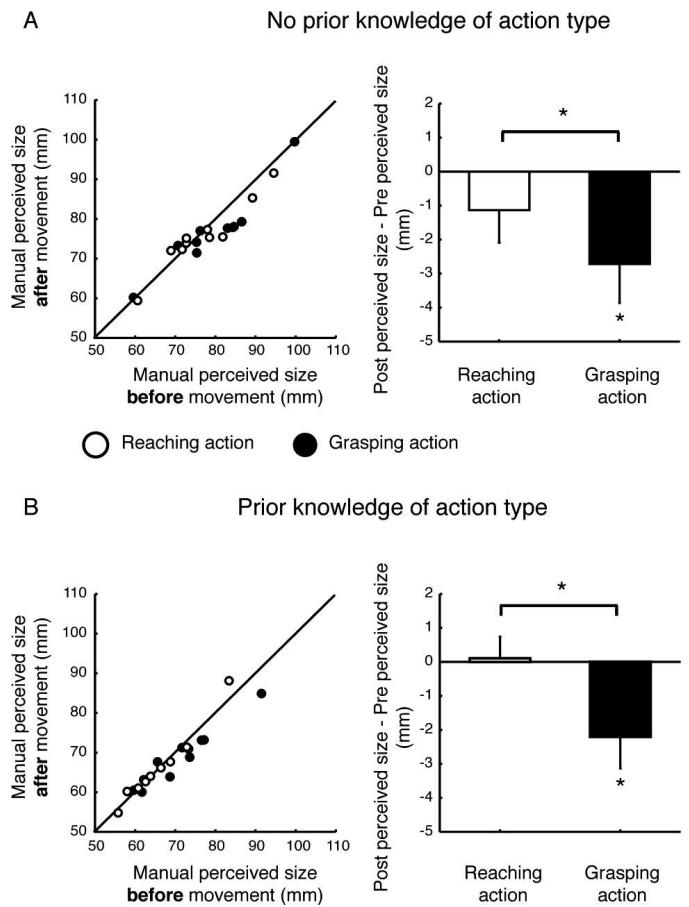 A No prior knowledge of action type
Manual perceived size
after movement (mm)
110
100
90
80
70
60
50
50 60 70 80 90 100 110
Manual perceived size
before movement (mm)
Post perceived size - Pre perceived size
(mm)
2
1
0
-1
-2
-3
-4
-5
*
*
Reaching
action
Grasping
action
Reaching action Grasping action
B Prior knowledge of action type
Manual perceived size
after movement (mm)
110
100
90
80
70
60
50
50 60 70 80 90 100 110
Manual perceived size
before movement (mm)
Post perceived size - Pre perceived size
(mm)
2
1
0
-1
-2
-3
-4
-5
*
*
Reaching
action
Grasping
action